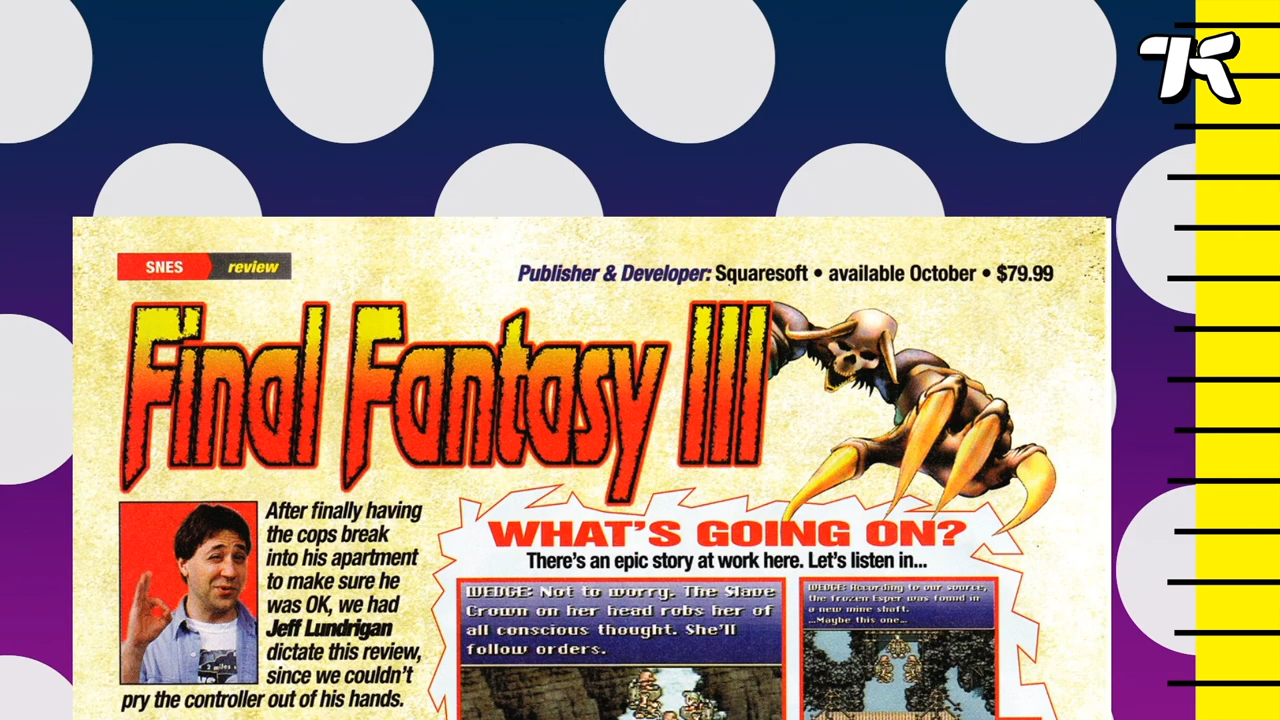 TK
SNES review
Publisher & Developer: Squaresoft • available October • $79.99
Final Fantasy III
After finally having
the cops break
into his apartment
to make sure he
was OK, we had
Jeff Lundrigan
dictate this review,
since we couldn't
pry the controller out of his hands.
WHAT'S GOING ON?
There's an epic story at work here. Let's listen in...
WEDGE: Not to worry. The Slave
Crown on her head robs her of
all conscious thought. She'll
follow orders.
WEDGE: According to our source,
the frozen Esper was found in
a new mine shaft.
...Maybe this one...